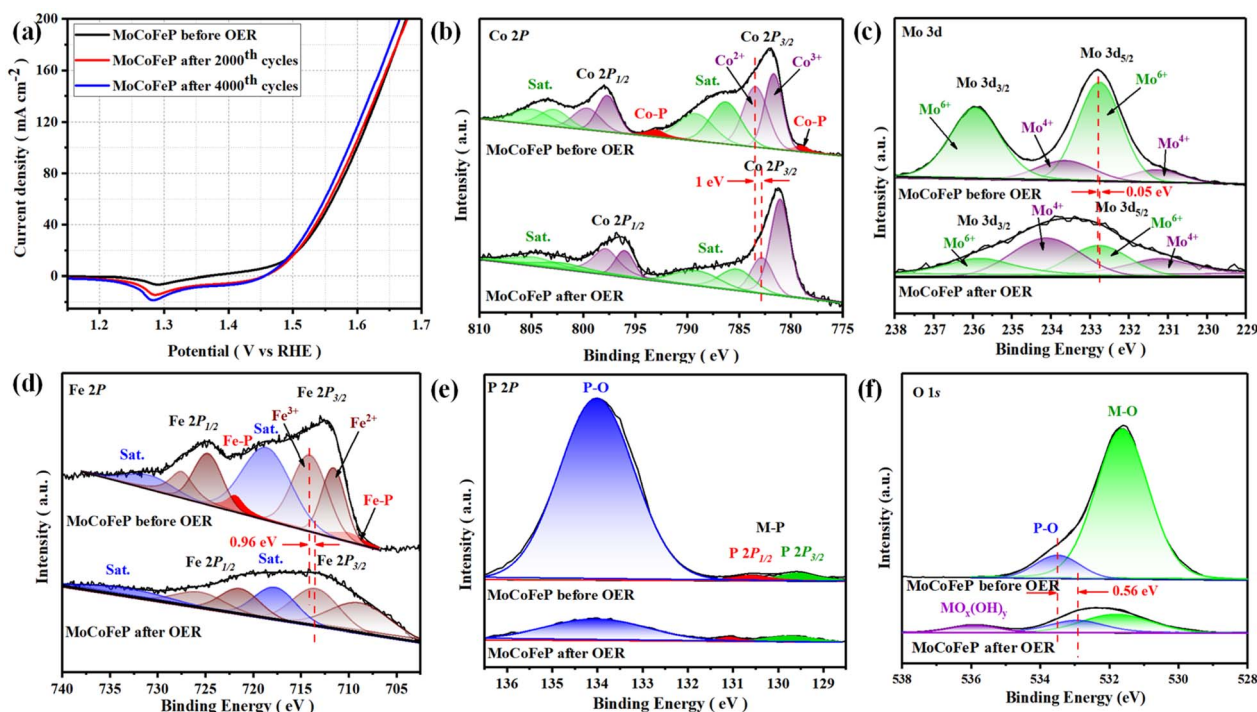 (a)
MoCoFeP before OER
MoCoFeP after 2000th cycles
MoCoFeP after 4000th cycles
Current density ( mA cm-2)
200
160
120
80
40
0
1.2
1.3
1.4
1.5
1.6
1.7
Potential ( V vs RHE )
(b)
Co 2P
Co 2P3/2
Co2+
Co3+
Sat.
Co 2P1/2
Sat.
Co-P
Co-P
MoCoFeP before OER
Co 2P3/2
1 eV
Co 2P1/2
Sat.
Sat.
MoCoFeP after OER
Intensity ( a.u.)
810
805
800
795
790
785
780
775
Binding Energy ( eV)
(c)
Mo 3d
Mo 3d5/2
Mo 3d3/2
Mo6+
Mo6+
Mo4+
Mo4+
MoCoFeP before OER
0.05 eV
Mo 3d3/2
Mo4+
Mo 3d5/2
Mo6+
Mo6+
Mo4+
MoCoFeP after OER
Intensity ( a.u.)
238
237
236
235
234
233
232
231
230
229
Binding Energy ( eV)
(d)
Fe 2P
Fe 2P3/2
Fe3+
Fe2+
Fe 2P1/2
Sat.
Fe-P
Sat.
Fe-P
MoCoFeP before OER
0.96 eV
Fe 2P3/2
Fe 2P1/2
Sat.
Sat.
MoCoFeP after OER
Intensity ( a.u.)
740
735
730
725
720
715
710
705
Binding Energy ( eV)
(e)
P 2P
P-O
M-P
P 2P1/2
P 2P3/2
MoCoFeP before OER
MoCoFeP after OER
Intensity ( a.u.)
136
135
134
133
132
131
130
129
Binding Energy ( eV)
(f)
O 1s
M-O
P-O
MoCoFeP before OER
0.56 eV
MOx(OH)y
MoCoFeP after OER
Intensity ( a.u.)
538
536
534
532
530
528
Binding Energy (eV)